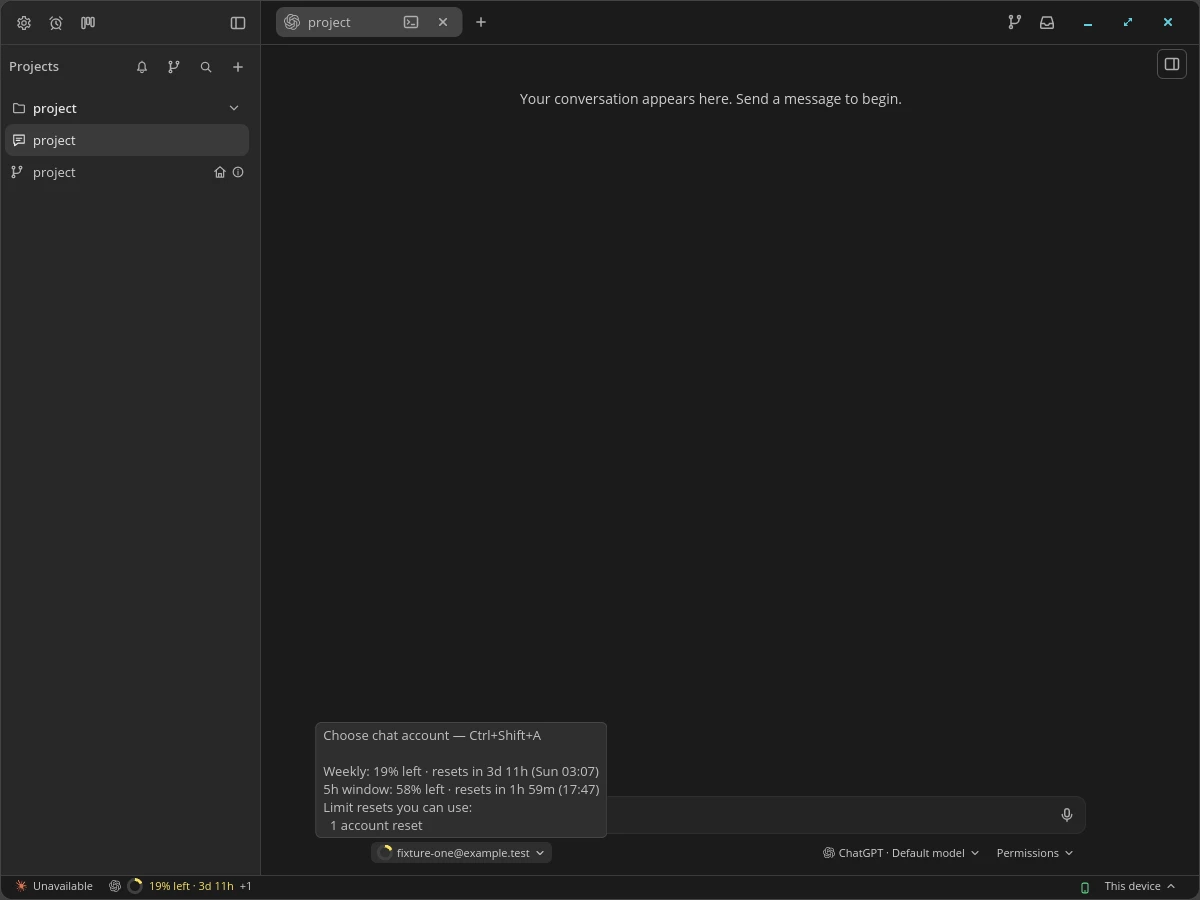 project
Projects
project
project
project
Your conversation appears here. Send a message to begin.
Choose chat account — Ctrl+Shift+A
Weekly: 19% left · resets in 3d 11h (Sun 03:07)
5h window: 58% left · resets in 1h 59m (17:47)
Limit resets you can use:
1 account reset
fixture-one@example.test
ChatGPT · Default model
Permissions
Unavailable
19% left · 3d 11h +1
This device